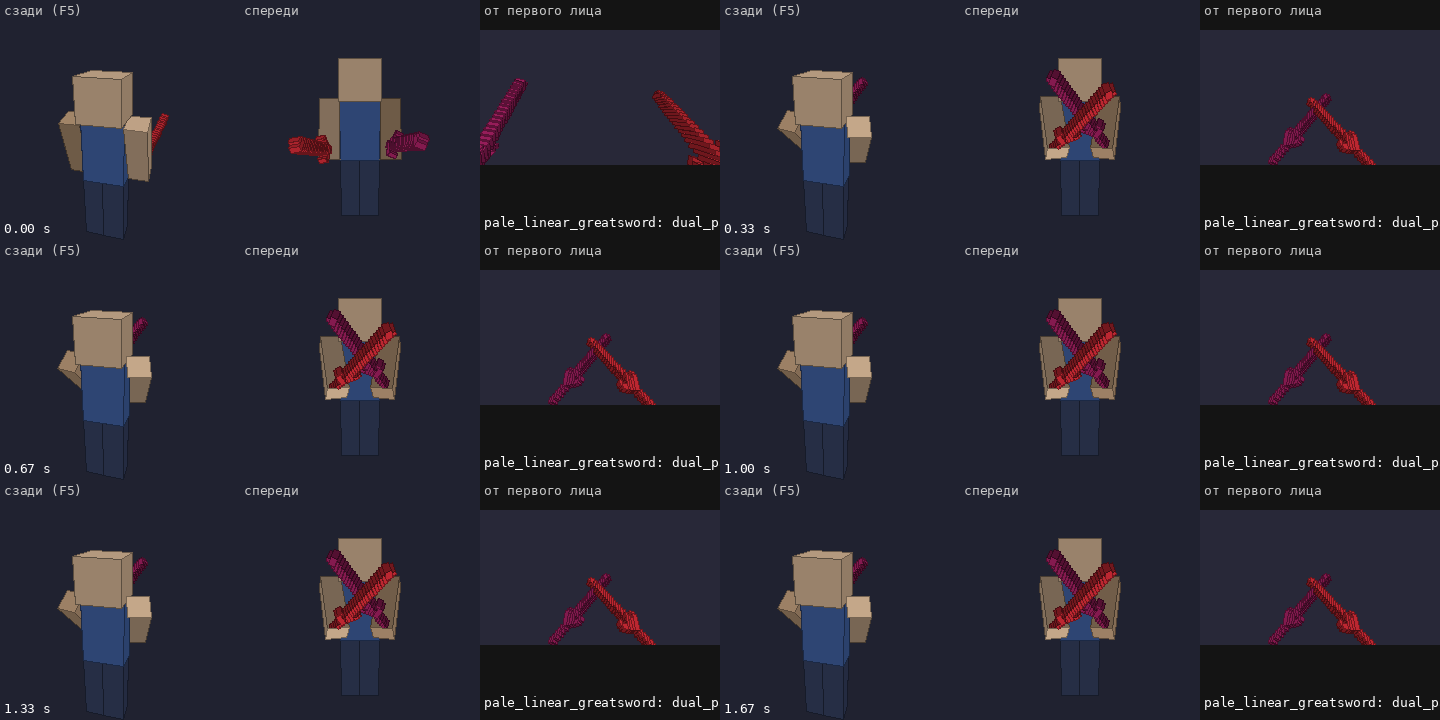 сзади (F5)
спереди
от первого лица
сзади (F5)
спереди
от первого лица
0.00 s
pale_linear_greatsword: dual_p
0.33 s
pale_linear_greatsword: dual_p
сзади (F5)
спереди
от первого лица
сзади (F5)
спереди
от первого лица
0.67 s
pale_linear_greatsword: dual_p
1.00 s
pale_linear_greatsword: dual_p
сзади (F5)
спереди
от первого лица
сзади (F5)
спереди
от первого лица
1.33 s
pale_linear_greatsword: dual_p
1.67 s
pale_linear_greatsword: dual_p